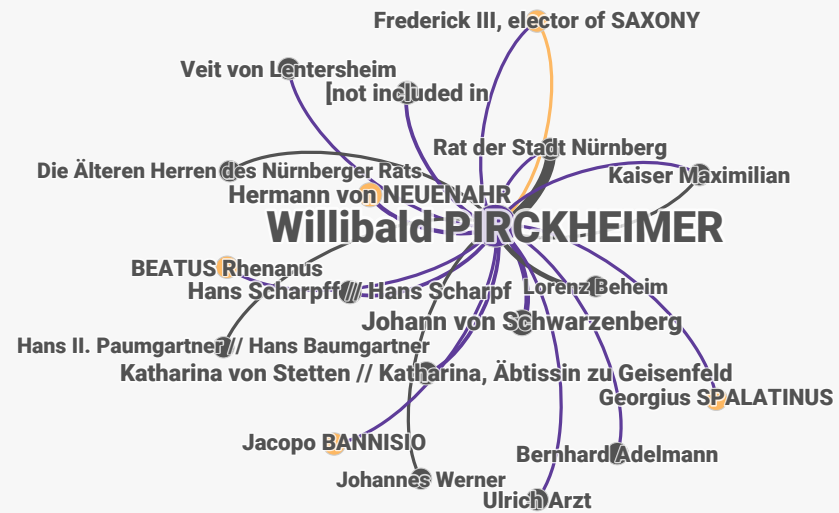 Frederick III, elector of SAXONY
Veit von Lentersheim
[not included in
Rat der Stadt Nürnberg
Die Älteren Herren des Nürnberger Rats
Kaiser Maximilian
Hermann von NEUENAHR
Willibald PIRCKHEIMER
BEATUS Rhenanus
Hans Scharpff // Hans Scharpf
Lorenz Beheim
Johann von Schwarzenberg
Hans II. Paumgartner // Hans Baumgartner
Katharina von Stetten // Katharina, Äbtissin zu Geisenfeld
Georgius SPALATINUS
Jacopo BANNISIO
Bernhard Adelmann
Johannes Werner
Ulrich Arzt